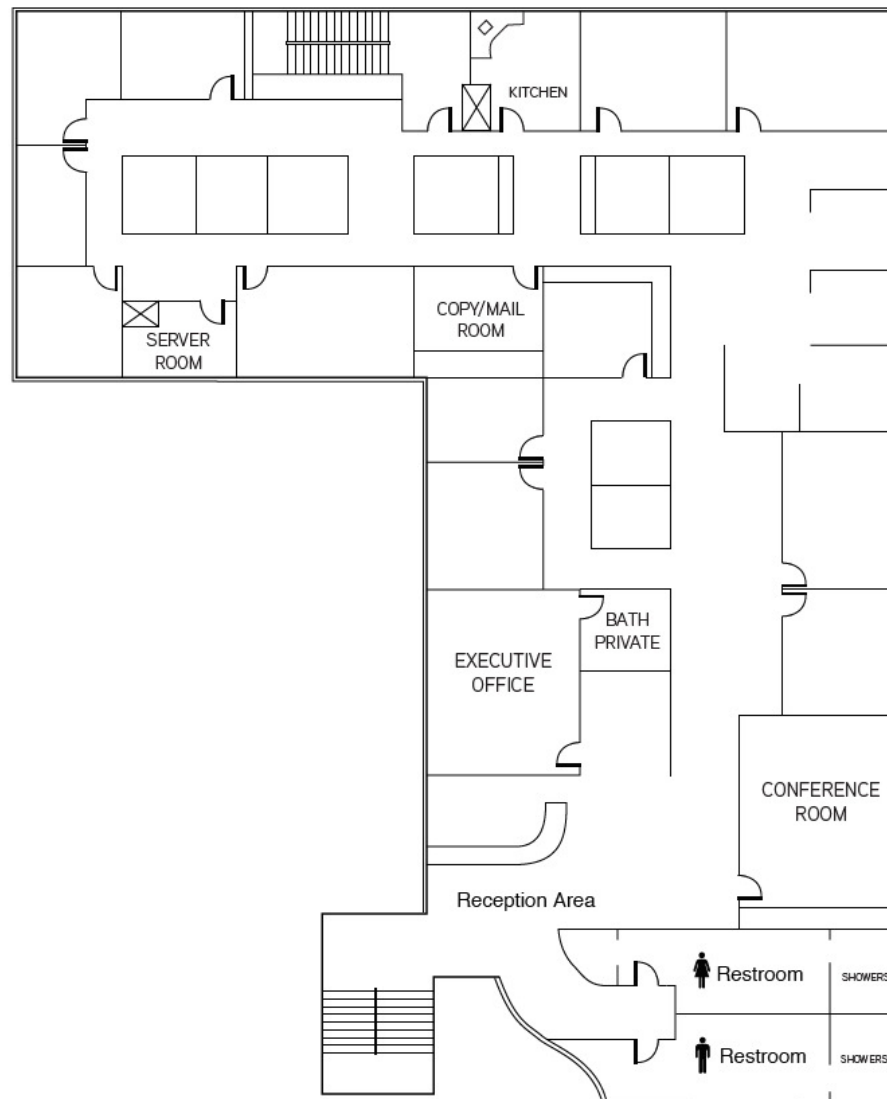 KITCHEN
COPY/MAIL
ROOM
SERVER
ROOM
BATH
PRIVATE
EXECUTIVE
OFFICE
CONFERENCE
ROOM
Reception Area
Restroom
SHOWERS
Restroom
SHOWERS